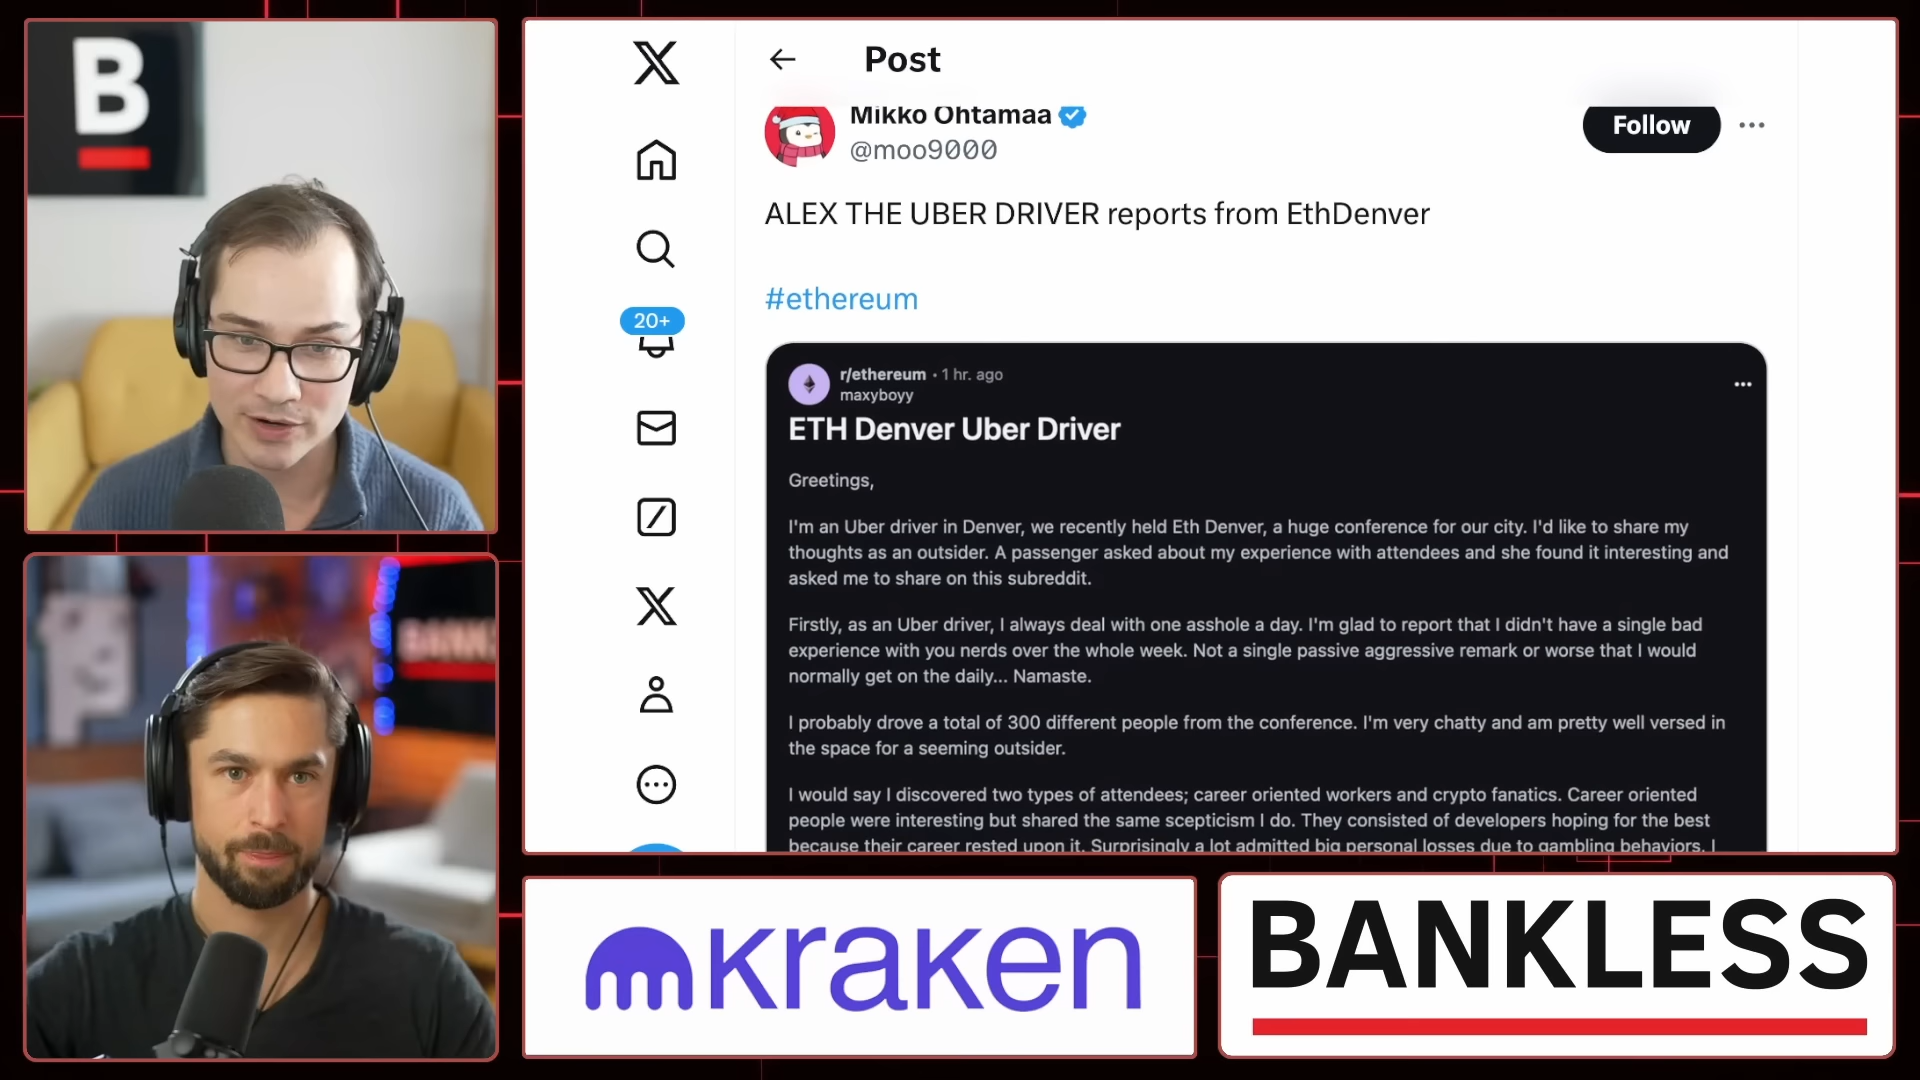 B
BANK
Post
Mikko Ohtamaa
@moo9000
Follow
ALEX THE UBER DRIVER reports from EthDenver
#ethereum
20+
r/ethereum • 1 hr. ago
maxyboyy
ETH Denver Uber Driver
Greetings,
I'm an Uber driver in Denver, we recently held Eth Denver, a huge conference for our city. I'd like to share my
thoughts as an outsider. A passenger asked about my experience with attendees and she found it interesting and
asked me to share on this subreddit.
Firstly, as an Uber driver, I always deal with one asshole a day. I'm glad to report that I didn't have a single bad
experience with you nerds over the whole week. Not a single passive aggressive remark or worse that I would
normally get on the daily... Namaste.
I probably drove a total of 300 different people from the conference. I'm very chatty and am pretty well versed in
the space for a seeming outsider.
I would say I discovered two types of attendees; career oriented workers and crypto fanatics. Career oriented
people were interesting but shared the same scepticism I do. They consisted of developers hoping for the best
because their career rested upon it. Surprisingly a lot admitted big personal losses due to gambling behaviors. I
kraken
BANKLESS